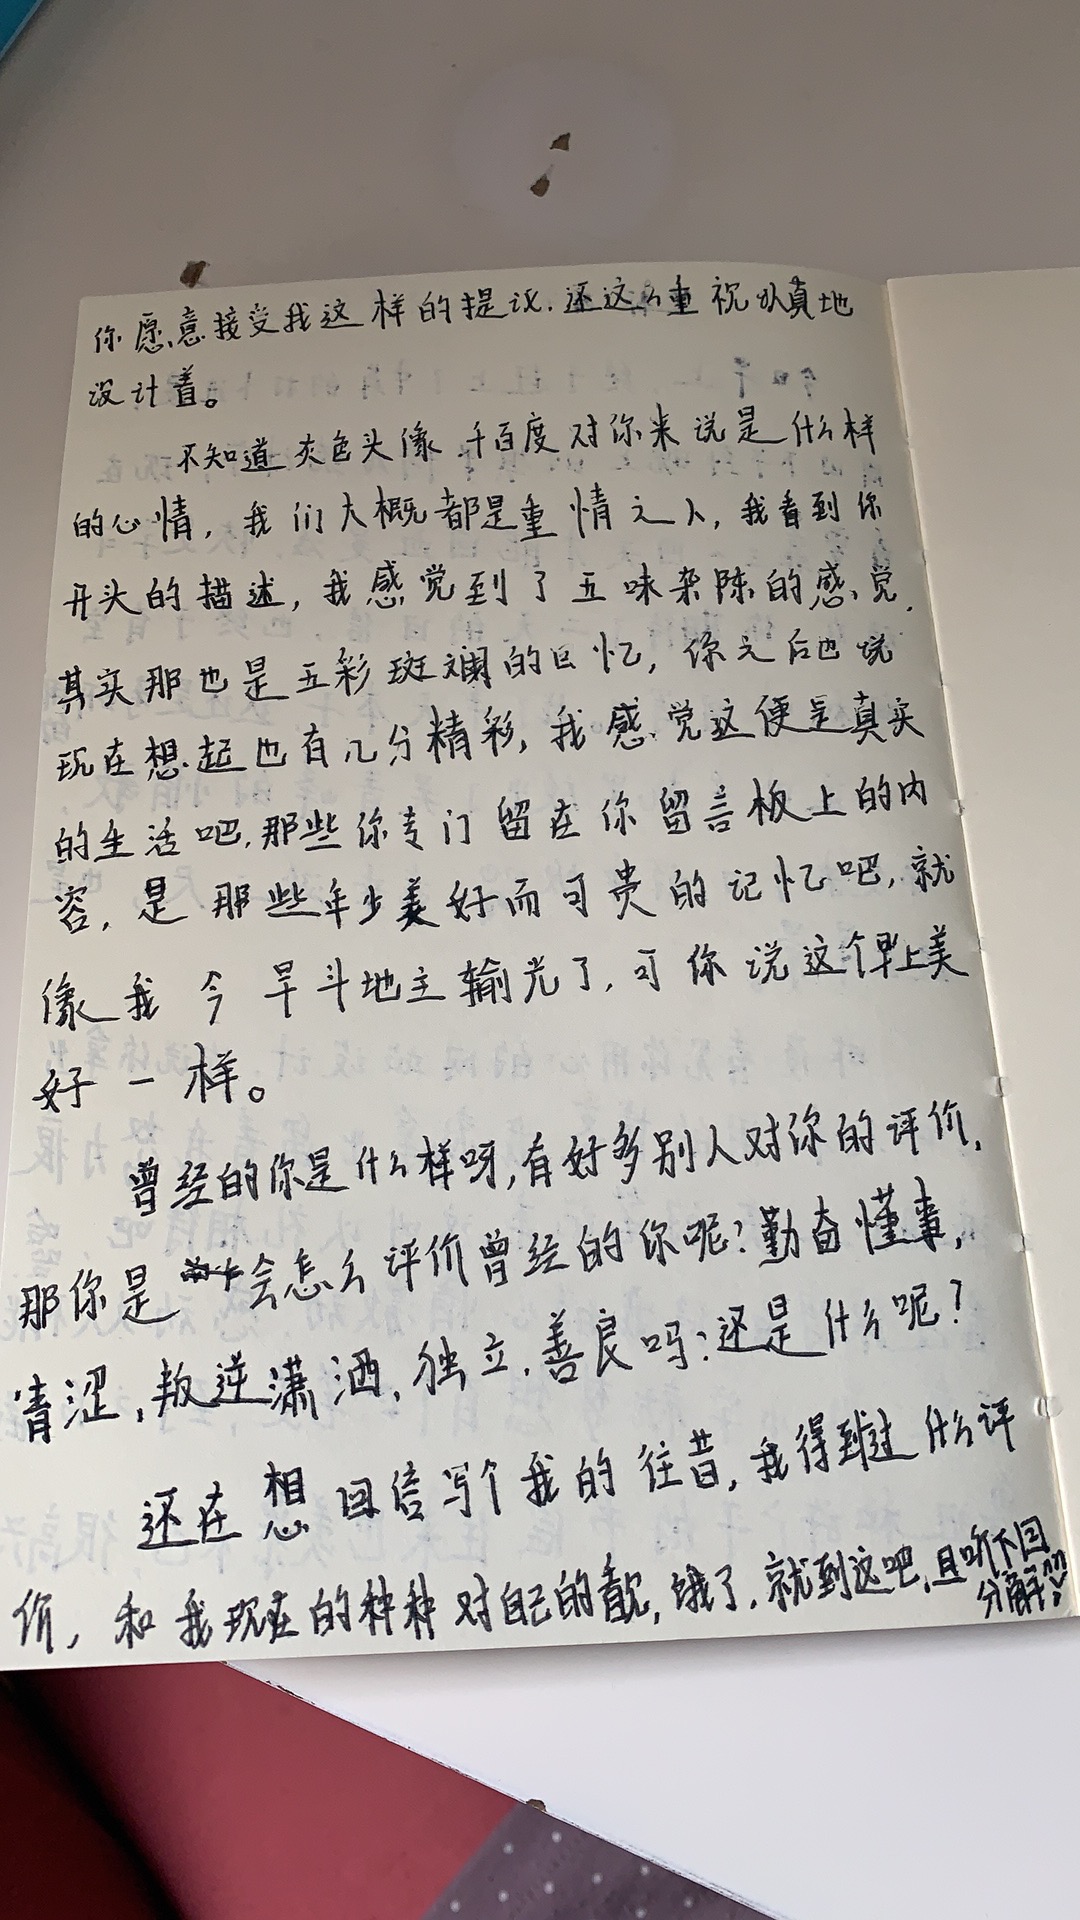 你愿意接受我这样的提议.还这么重视认真地
设计着。
不知道灰色头像.千百度对你来说是什么样
的心情,我们大概都是重情之人,我看到你
开头的描述,我感觉到了五味杂陈的感觉.
其实那也是五彩斑斓的回忆,你之后也说
现在想起也有几分精彩,我感觉这便是真实
的生活吧.那些你专门留在你留言板上的内
容,是那些年少美好而可贵的记忆吧,就
像我今早斗地主输光了,可你说这个早上美
好一样。
曾经的你是什么样呀,有好多别人对你的评价.
那你是会怎么评价曾经的你呢?勤奋懂事,
青涩,叛逆潇洒,独立.善良吗?还是什么呢?
还在想回信写个我的往昔,我得到过什么评
价,和我现在的种种对自己的,饿了.就到这吧.且听下回
分解